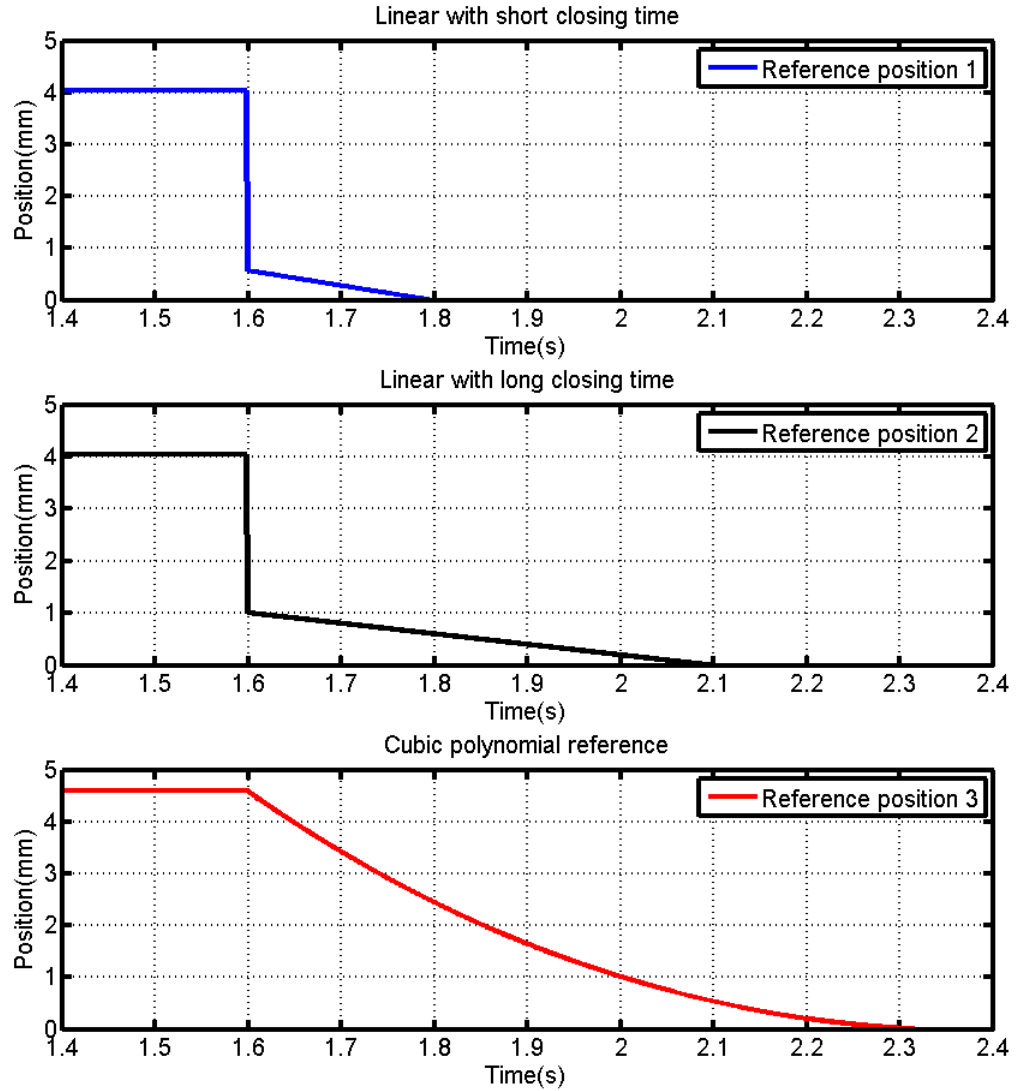 Linear with short closing time
5
Reference position 1
4
3
2
1
0
Position(mm)
1.4 1.5 1.6 1.7 1.8 1.9 2 2.1 2.2 2.3 2.4
Time(s)
Linear with long closing time
5
Reference position 2
4
3
2
1
0
Position(mm)
1.4 1.5 1.6 1.7 1.8 1.9 2 2.1 2.2 2.3 2.4
Time(s)
Cubic polynomial reference
5
Reference position 3
4
3
2
1
0
Position(mm)
1.4 1.5 1.6 1.7 1.8 1.9 2 2.1 2.2 2.3 2.4
Time(s)